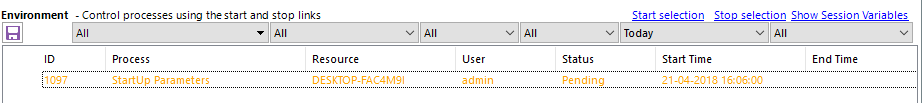 Environment - Control processes using the start and stop links Start selection Stop selection Show Session Variables
All All All All Today All
ID Process Resource User Status Start Time End Time
1097 StartUp Parameters DESKTOP-FAC4M9I admin Pending 21-04-2018 16:06:00